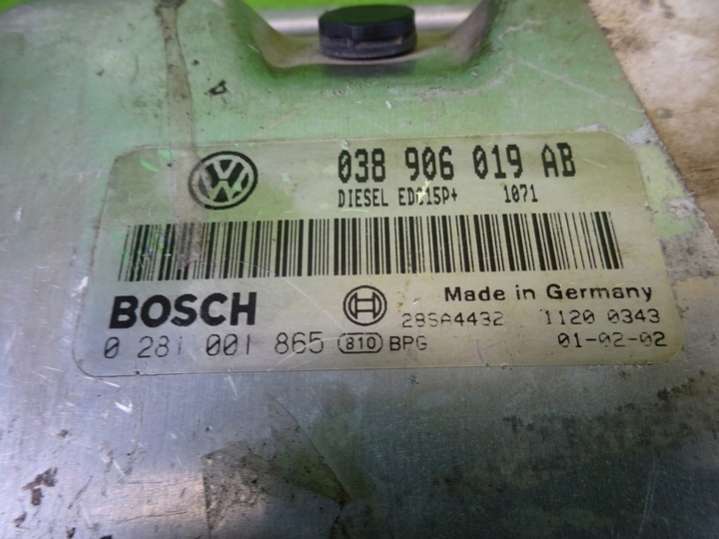 038 906 019 AB
DIESEL EDC15P+ 1071
BOSCH
Made in Germany
28SA4432 1120 0343
0 281 001 865 810 BPG 01-02-02